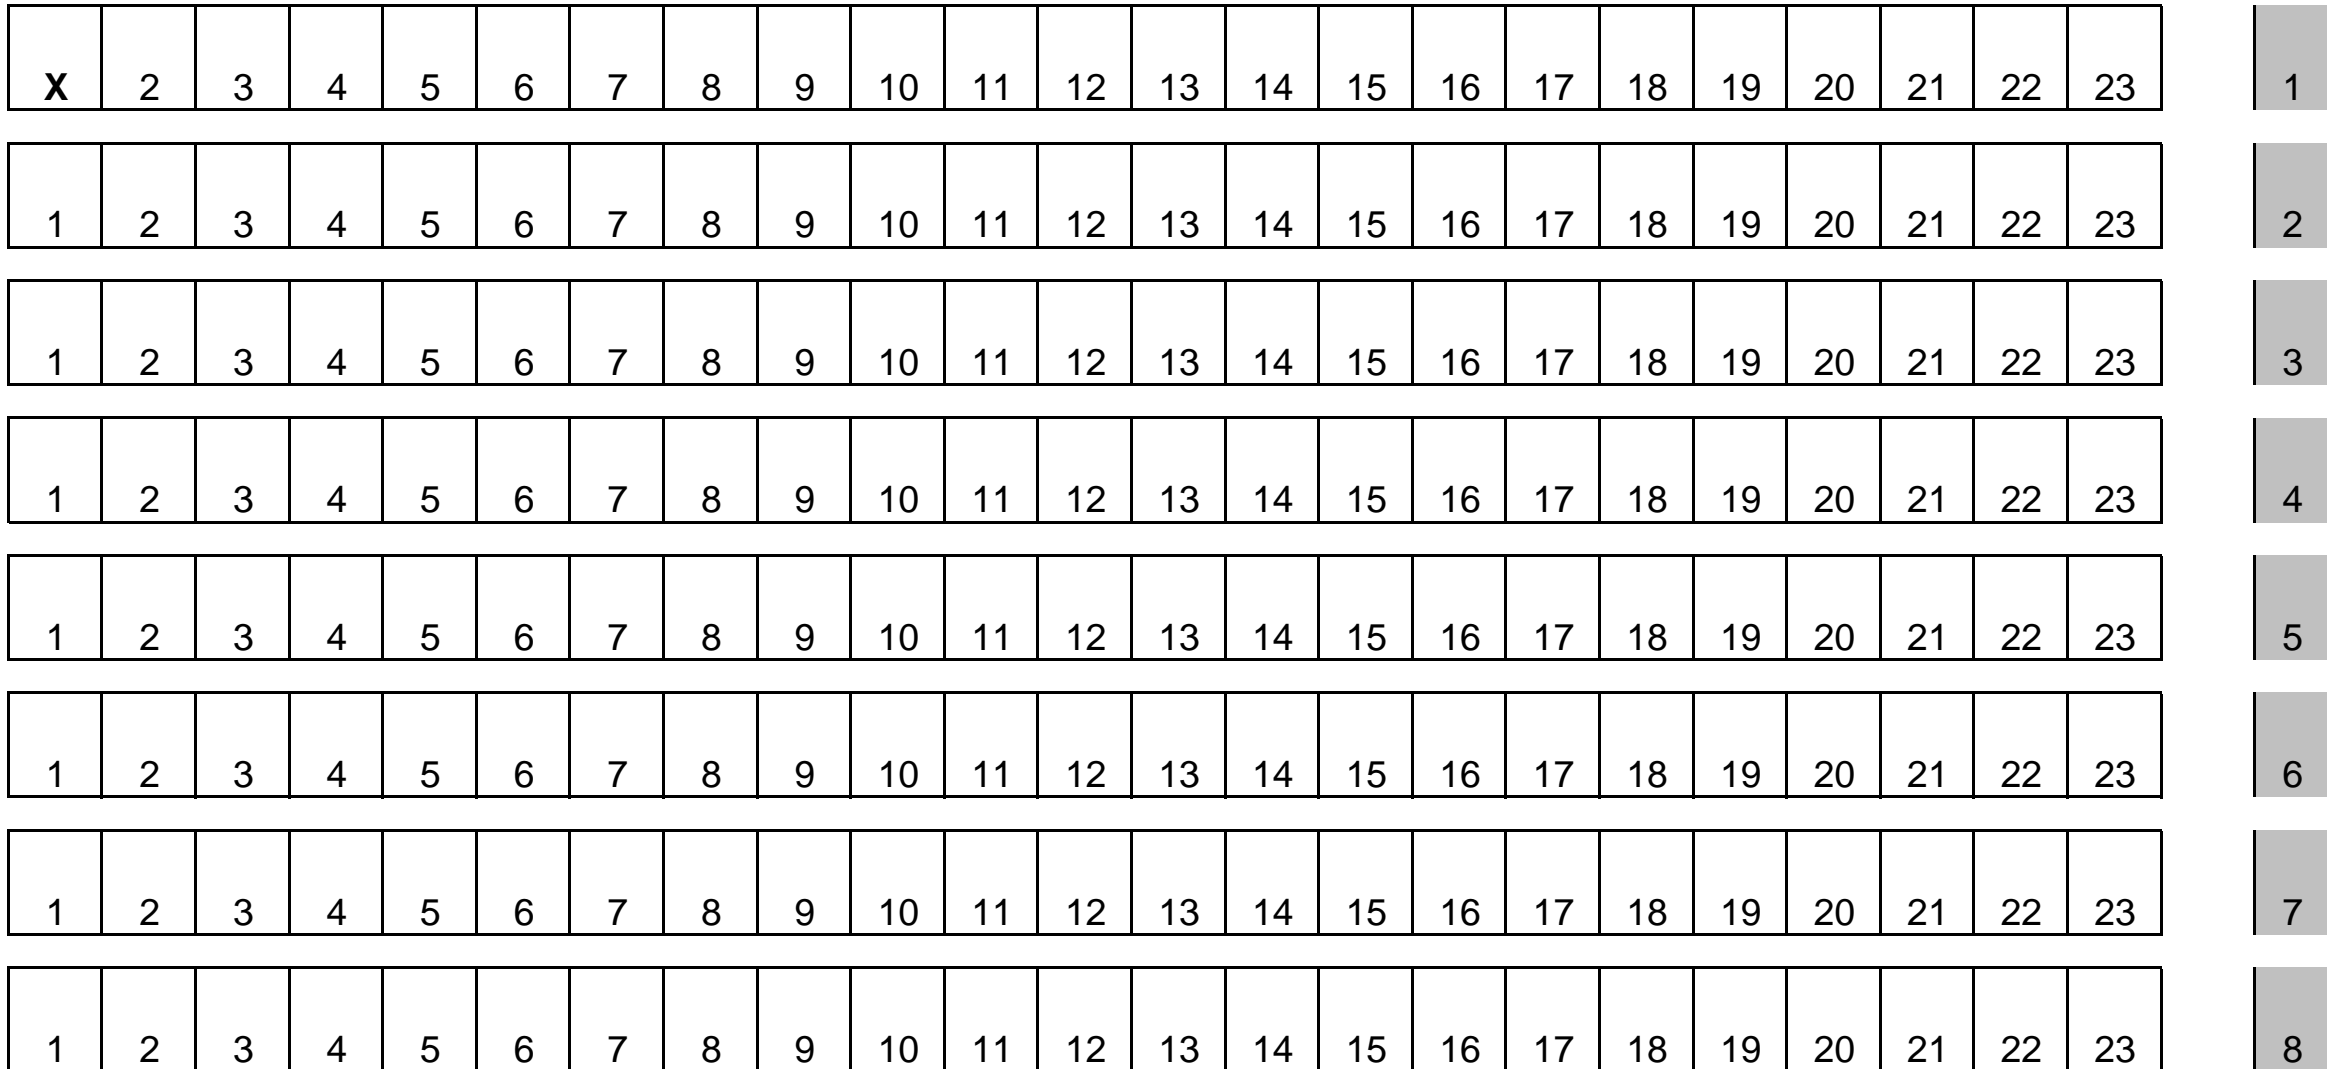 X 2 3 4 5 6 7 8 9 10 11 12 13 14 15 16 17 18 19 20 21 22 23 1
1 2 3 4 5 6 7 8 9 10 11 12 13 14 15 16 17 18 19 20 21 22 23 2
1 2 3 4 5 6 7 8 9 10 11 12 13 14 15 16 17 18 19 20 21 22 23 3
1 2 3 4 5 6 7 8 9 10 11 12 13 14 15 16 17 18 19 20 21 22 23 4
1 2 3 4 5 6 7 8 9 10 11 12 13 14 15 16 17 18 19 20 21 22 23 5
1 2 3 4 5 6 7 8 9 10 11 12 13 14 15 16 17 18 19 20 21 22 23 6
1 2 3 4 5 6 7 8 9 10 11 12 13 14 15 16 17 18 19 20 21 22 23 7
1 2 3 4 5 6 7 8 9 10 11 12 13 14 15 16 17 18 19 20 21 22 23 8